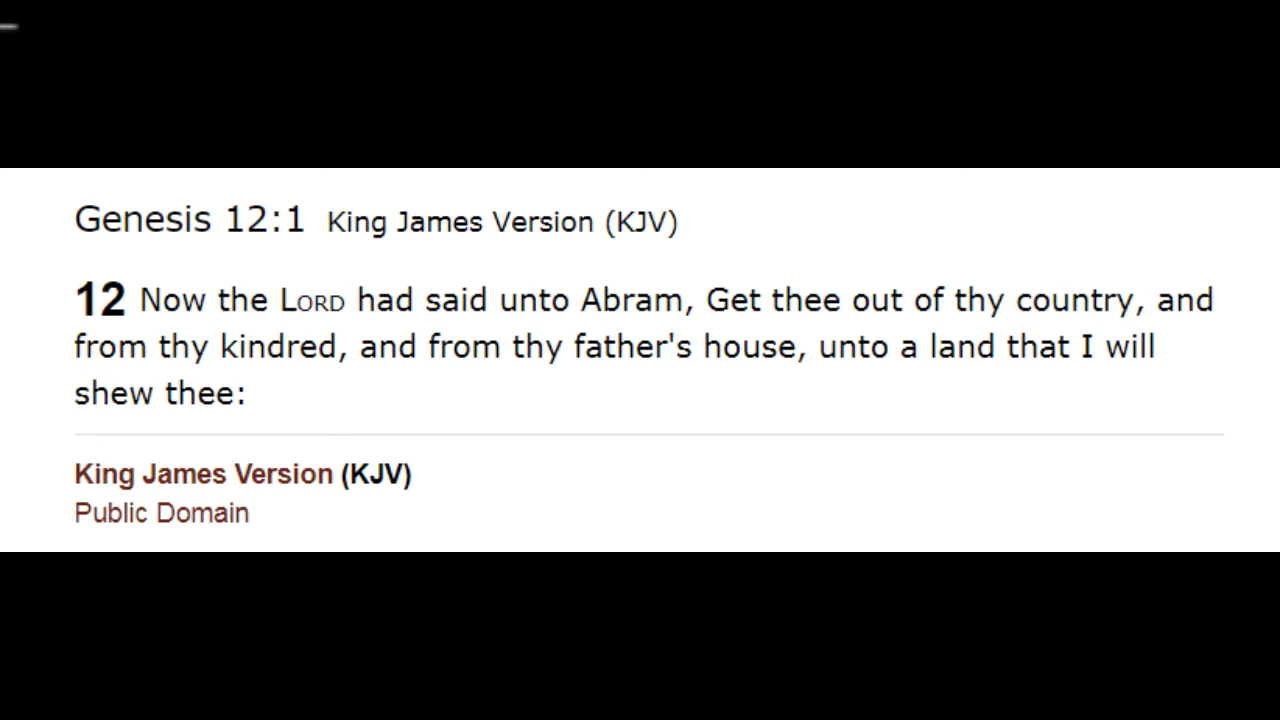 Genesis 12:1 King James Version (KJV)
12 Now the LORD had said unto Abram, Get thee out of thy country, and
from thy kindred, and from thy father's house, unto a land that I will
shew thee:
King James Version (KJV)
Public Domain